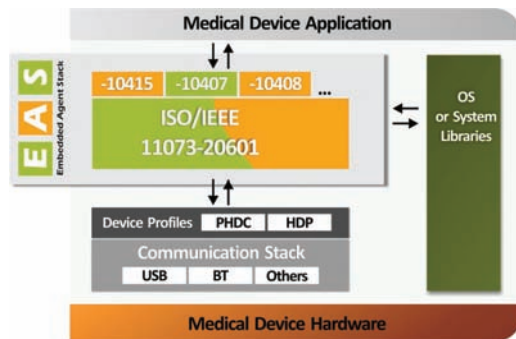 Medical Device Application
EAS
Embedded Agent Stack
-10415 -10407 -10408 ...
ISO/IEEE
11073-20601
OS
or System
Libraries
Device Profiles PHDC HDP
Communication Stack
USB BT Others
Medical Device Hardware